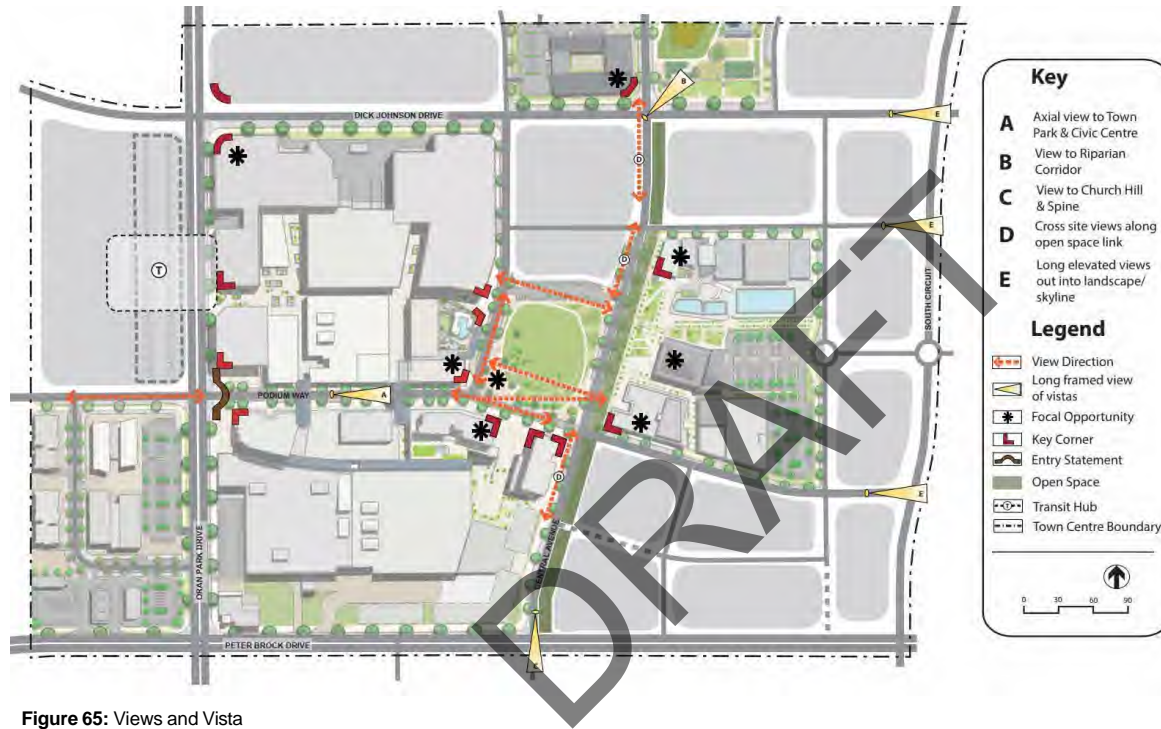 DICK JOHNSON DRIVE
B
E
D
E
D
T
SOUTH CIRCUIT
PODIUM WAY
A
E
D
ORAN PARK DRIVE
CENTRAL AVENUE
PETER BROCK DRIVE
DRAFT
Key
A Axial view to Town
Park & Civic Centre
B View to Riparian
Corridor
C View to Church Hill
& Spine
D Cross site views along
open space link
E Long elevated views
out into landscape/
skyline
Legend
View Direction
Long framed view
of vistas
Focal Opportunity
Key Corner
Entry Statement
Open Space
T Transit Hub
Town Centre Boundary
0 30 60 90
Figure 65: Views and Vista